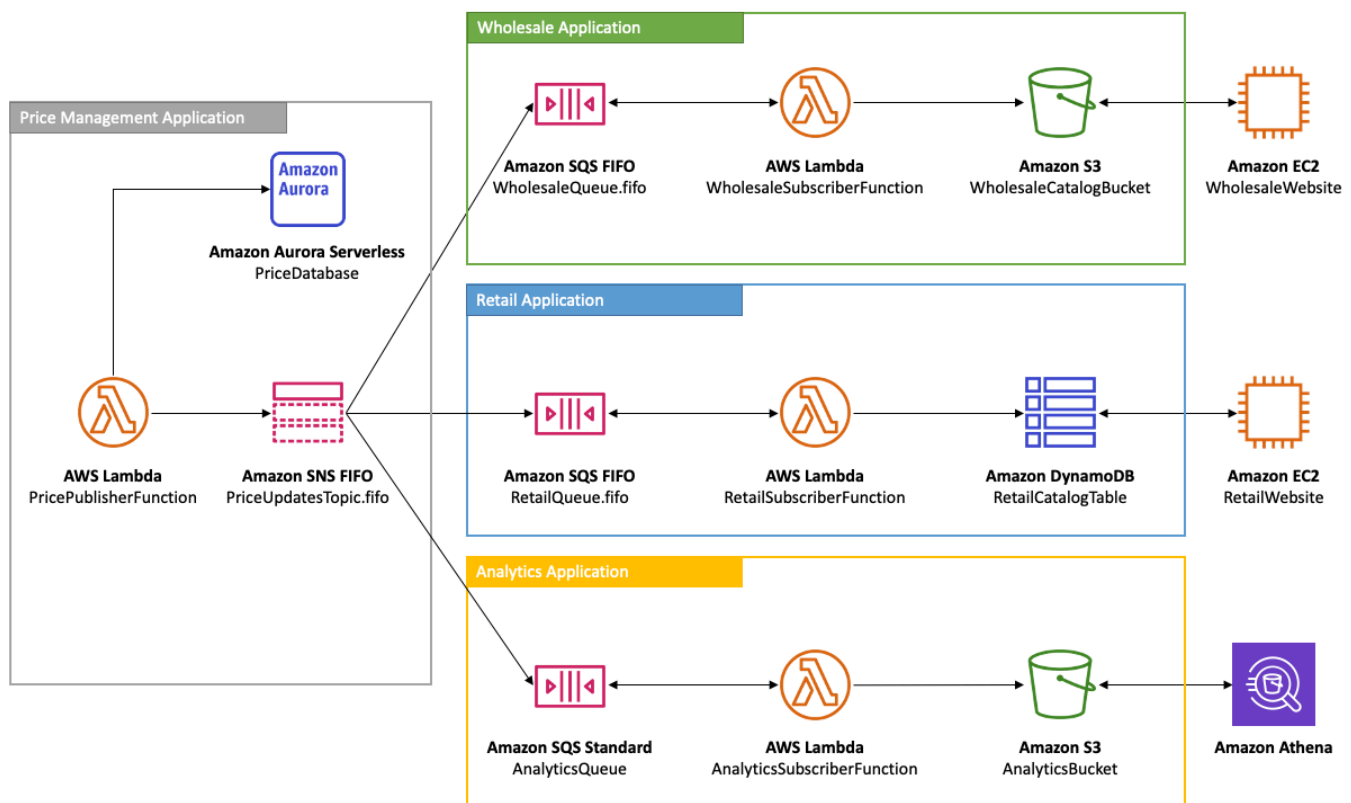 Wholesale Application
Amazon SQS FIFO
WholesaleQueue.fifo
AWS Lambda
WholesaleSubscriberFunction
Amazon S3
WholesaleCatalogBucket
Amazon EC2
WholesaleWebsite
Price Management Application
Amazon
Aurora
Amazon Aurora Serverless
PriceDatabase
AWS Lambda
PricePublisherFunction
Amazon SNS FIFO
PriceUpdatesTopic.fifo
Retail Application
Amazon SQS FIFO
RetailQueue.fifo
AWS Lambda
RetailSubscriberFunction
Amazon DynamoDB
RetailCatalogTable
Amazon EC2
RetailWebsite
Analytics Application
Amazon SQS Standard
AnalyticsQueue
AWS Lambda
AnalyticsSubscriberFunction
Amazon S3
AnalyticsBucket
Amazon Athena